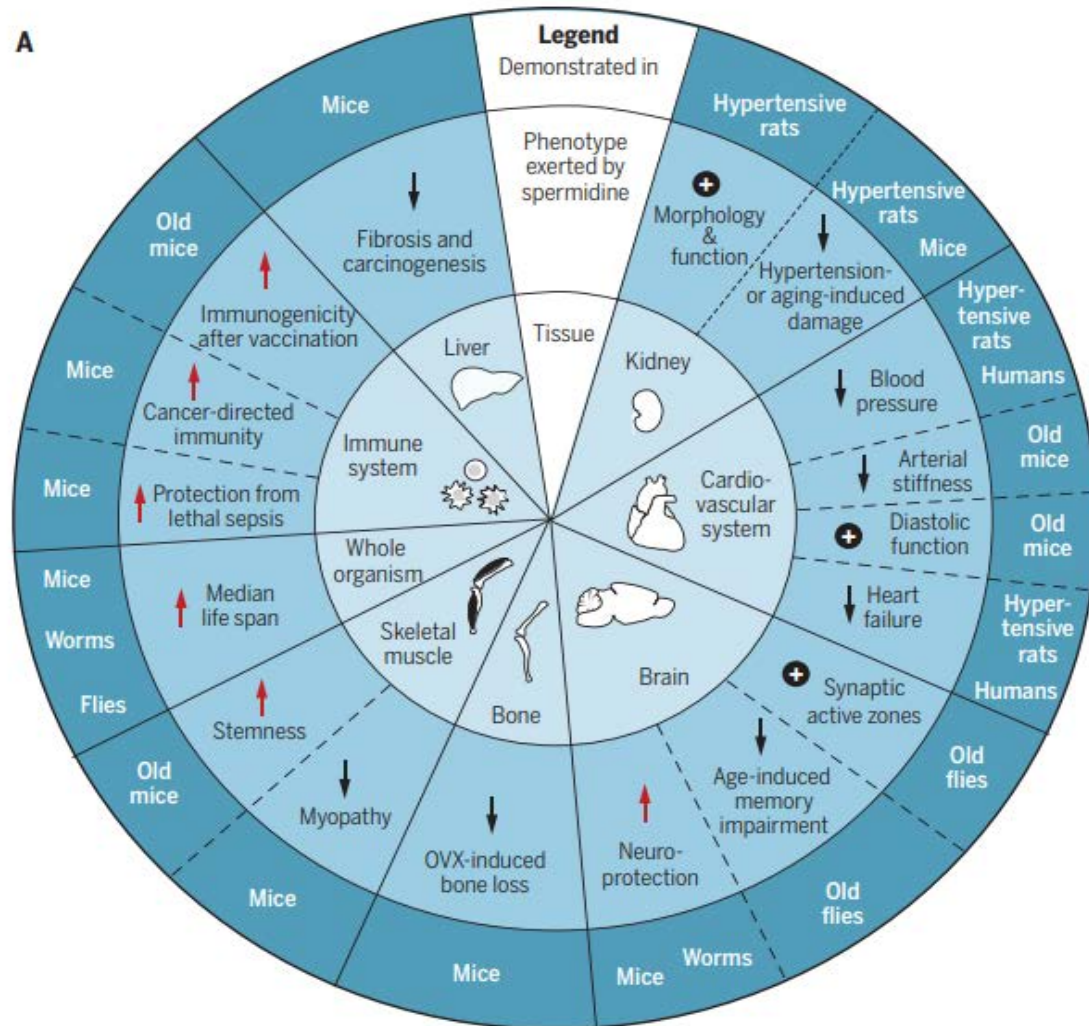 A
Legend
Demonstrated in
Phenotype
exerted by
spermidine
Tissue
Hypertensive
rats
Morphology
&
function
Kidney
Hypertensive
rats
Mice
Hypertension-
or aging-induced
damage
Hyper-
tensive
rats
Humans
Blood
pressure
Cardio-
vascular
system
Old
mice
Arterial
stiffness
Old
mice
Diastolic
function
Hyper-
tensive
rats
Humans
Heart
failure
Old flies
Synaptic
active zones
Brain
Old
flies
Age-induced
memory
impairment
Worms
Mice
Neuro-
protection
Mice
OVX-induced
bone loss
Bone
Mice
Myopathy
Skeletal
muscle
Old
mice
Stemness
Mice
Worms
Flies
Median
life span
Whole
organism
Mice
Protection from
lethal sepsis
Immune
system
Mice
Cancer-directed
immunity
Old
mice
Immunogenicity
after vaccination
Mice
Fibrosis and
carcinogenesis
Liver